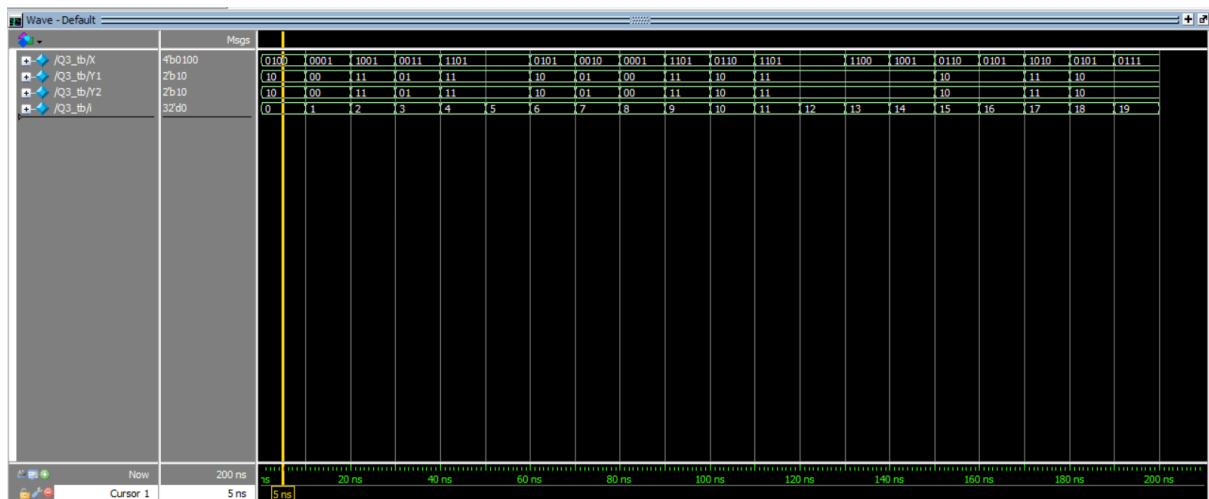 Wave - Default
Msgs
/Q3_tb/X 4'b0100 0100 0001 1001 0011 1101 0101 0010 0001 1101 0110 1101 1100 1001 0110 0101 1010 0101 0111
/Q3_tb/Y1 2'b10 10 00 11 01 11 10 01 00 11 10 11 10 11 10
/Q3_tb/Y2 2'b10 10 00 11 01 11 10 01 00 11 10 11 10 11 10
/Q3_tb/i 32'd0 0 1 2 3 4 5 6 7 8 9 10 11 12 13 14 15 16 17 18 19
Now 200 ns ns 20 ns 40 ns 60 ns 80 ns 100 ns 120 ns 140 ns 160 ns 180 ns 200 ns
Cursor 1 5 ns 5 ns